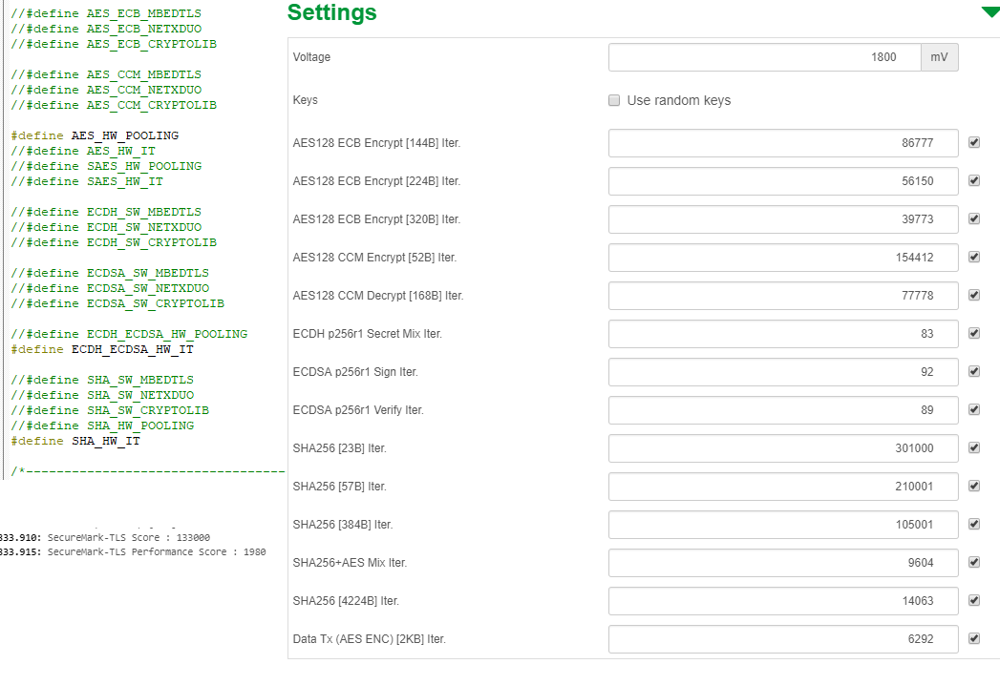 //#define AES_ECB_MBEDTLS
//#define AES_ECB_NETXDUO
//#define AES_ECB_CRYPTOLIB
//#define AES_CCM_MBEDTLS
//#define AES_CCM_NETXDUO
//#define AES_CCM_CRYPTOLIB
#define AES_HW_POOLING
//#define AES_HW_IT
//#define SAES_HW_POOLING
//#define SAES_HW_IT
//#define ECDH_SW_MBEDTLS
//#define ECDH_SW_NETXDUO
//#define ECDH_SW_CRYPTOLIB
//#define ECDSA_SW_MBEDTLS
//#define ECDSA_SW_NETXDUO
//#define ECDSA_SW_CRYPTOLIB
//#define ECDH_ECDSA_HW_POOLING
#define ECDH_ECDSA_HW_IT
//#define SHA_SW_MBEDTLS
//#define SHA_SW_NETXDUO
//#define SHA_SW_CRYPTOLIB
//#define SHA_HW_POOLING
#define SHA_HW_IT
/*----------------------------------
333.910: SecureMark-TLS Score : 133000
333.915: SecureMark-TLS Performance Score : 1980
Settings
Voltage 1800 mV
Keys Use random keys
AES128 ECB Encrypt [144B] Iter. 86777
AES128 ECB Encrypt [224B] Iter. 56150
AES128 ECB Encrypt [320B] Iter. 39773
AES128 CCM Encrypt [52B] Iter. 154412
AES128 CCM Decrypt [168B] Iter. 77778
ECDH p256r1 Secret Mix Iter. 83
ECDSA p256r1 Sign Iter. 92
ECDSA p256r1 Verify Iter. 89
SHA256 [23B] Iter. 301000
SHA256 [57B] Iter. 210001
SHA256 [384B] Iter. 105001
SHA256+AES Mix Iter. 9604
SHA256 [4224B] Iter. 14063
Data Tx (AES ENC) [2KB] Iter. 6292